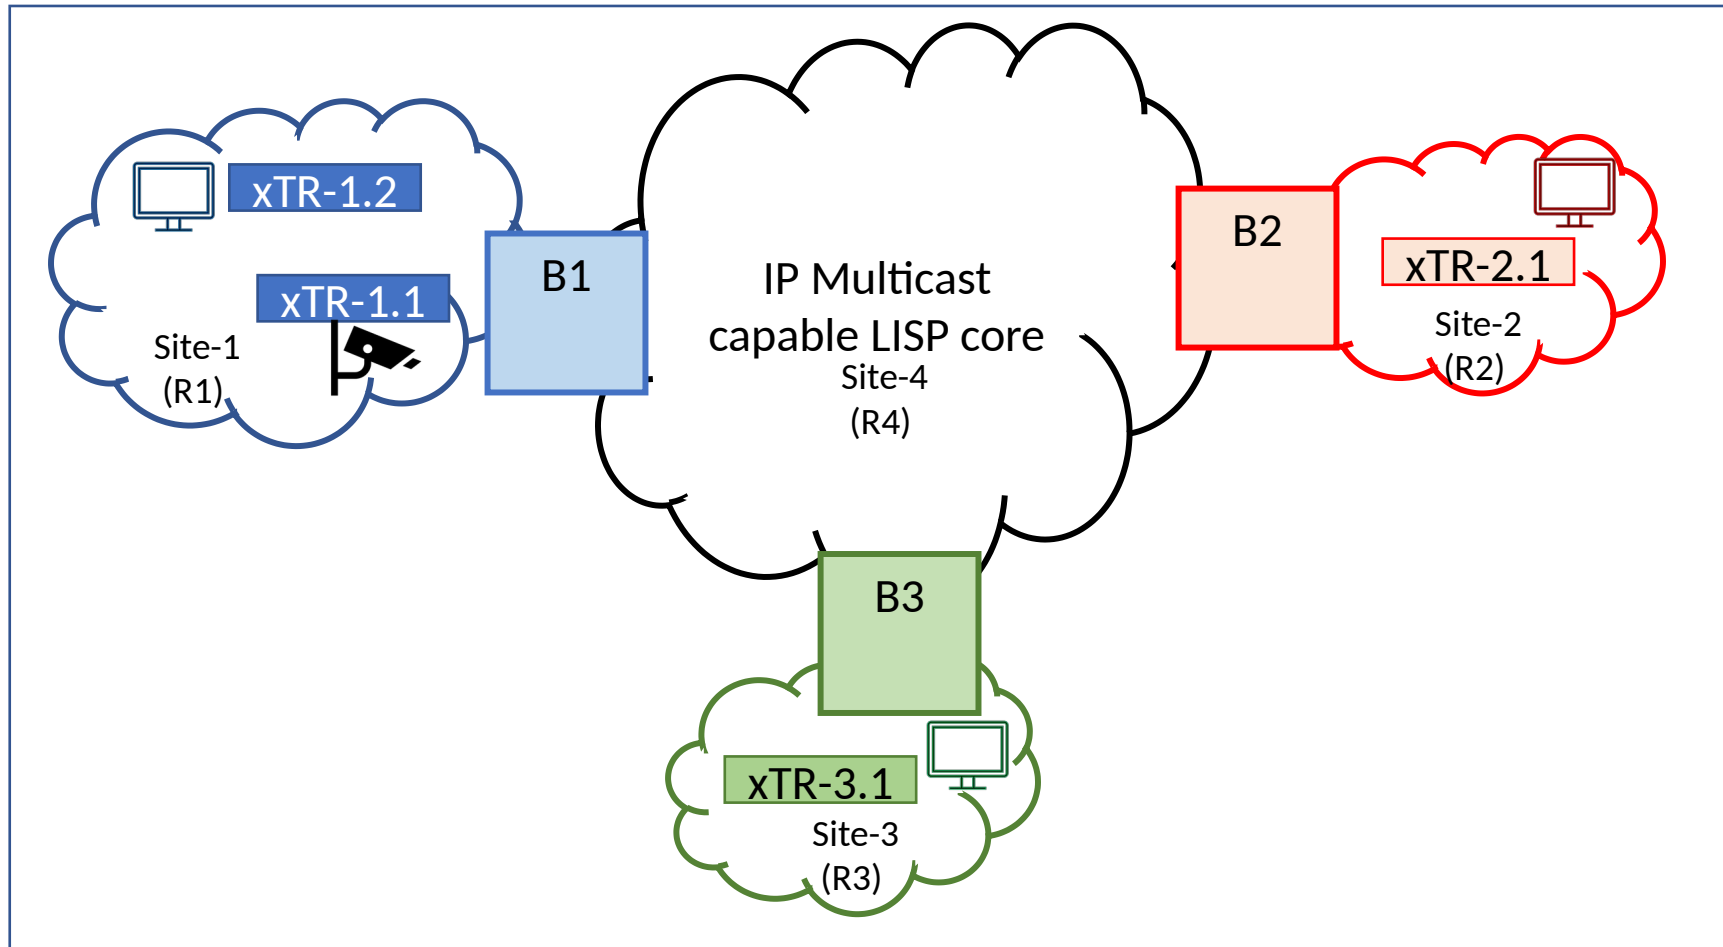 xTR-1.2
xTR-1.1
Site-1
(R1)
B1
IP Multicast
capable LISP core
Site-4
(R4)
B2
xTR-2.1
Site-2
(R2)
B3
xTR-3.1
Site-3
(R3)